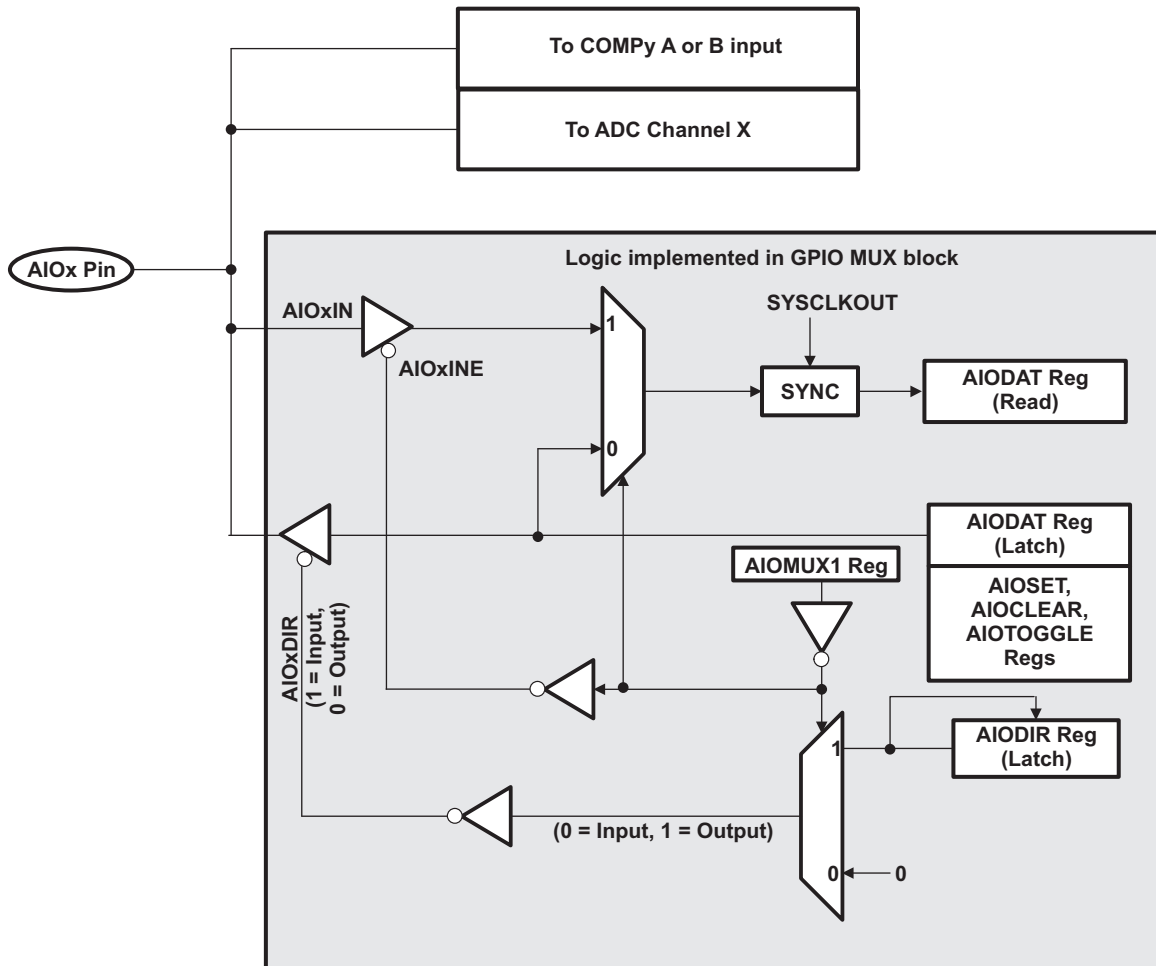 To COMPy A or B input
To ADC Channel X
AIOx Pin
Logic implemented in GPIO MUX block
SYSCLKOUT
AIOxIN
1
AIOxINE
SYNC
AIODAT Reg
(Read)
0
AIODAT Reg
(Latch)
AIOMUX1 Reg
AIOSET,
AIOCLEAR,
AIOTOGGLE
Regs
AIOxDIR
(1 = Input,
0 = Output)
1
AIODIR Reg
(Latch)
(0 = Input, 1 = Output)
0
0